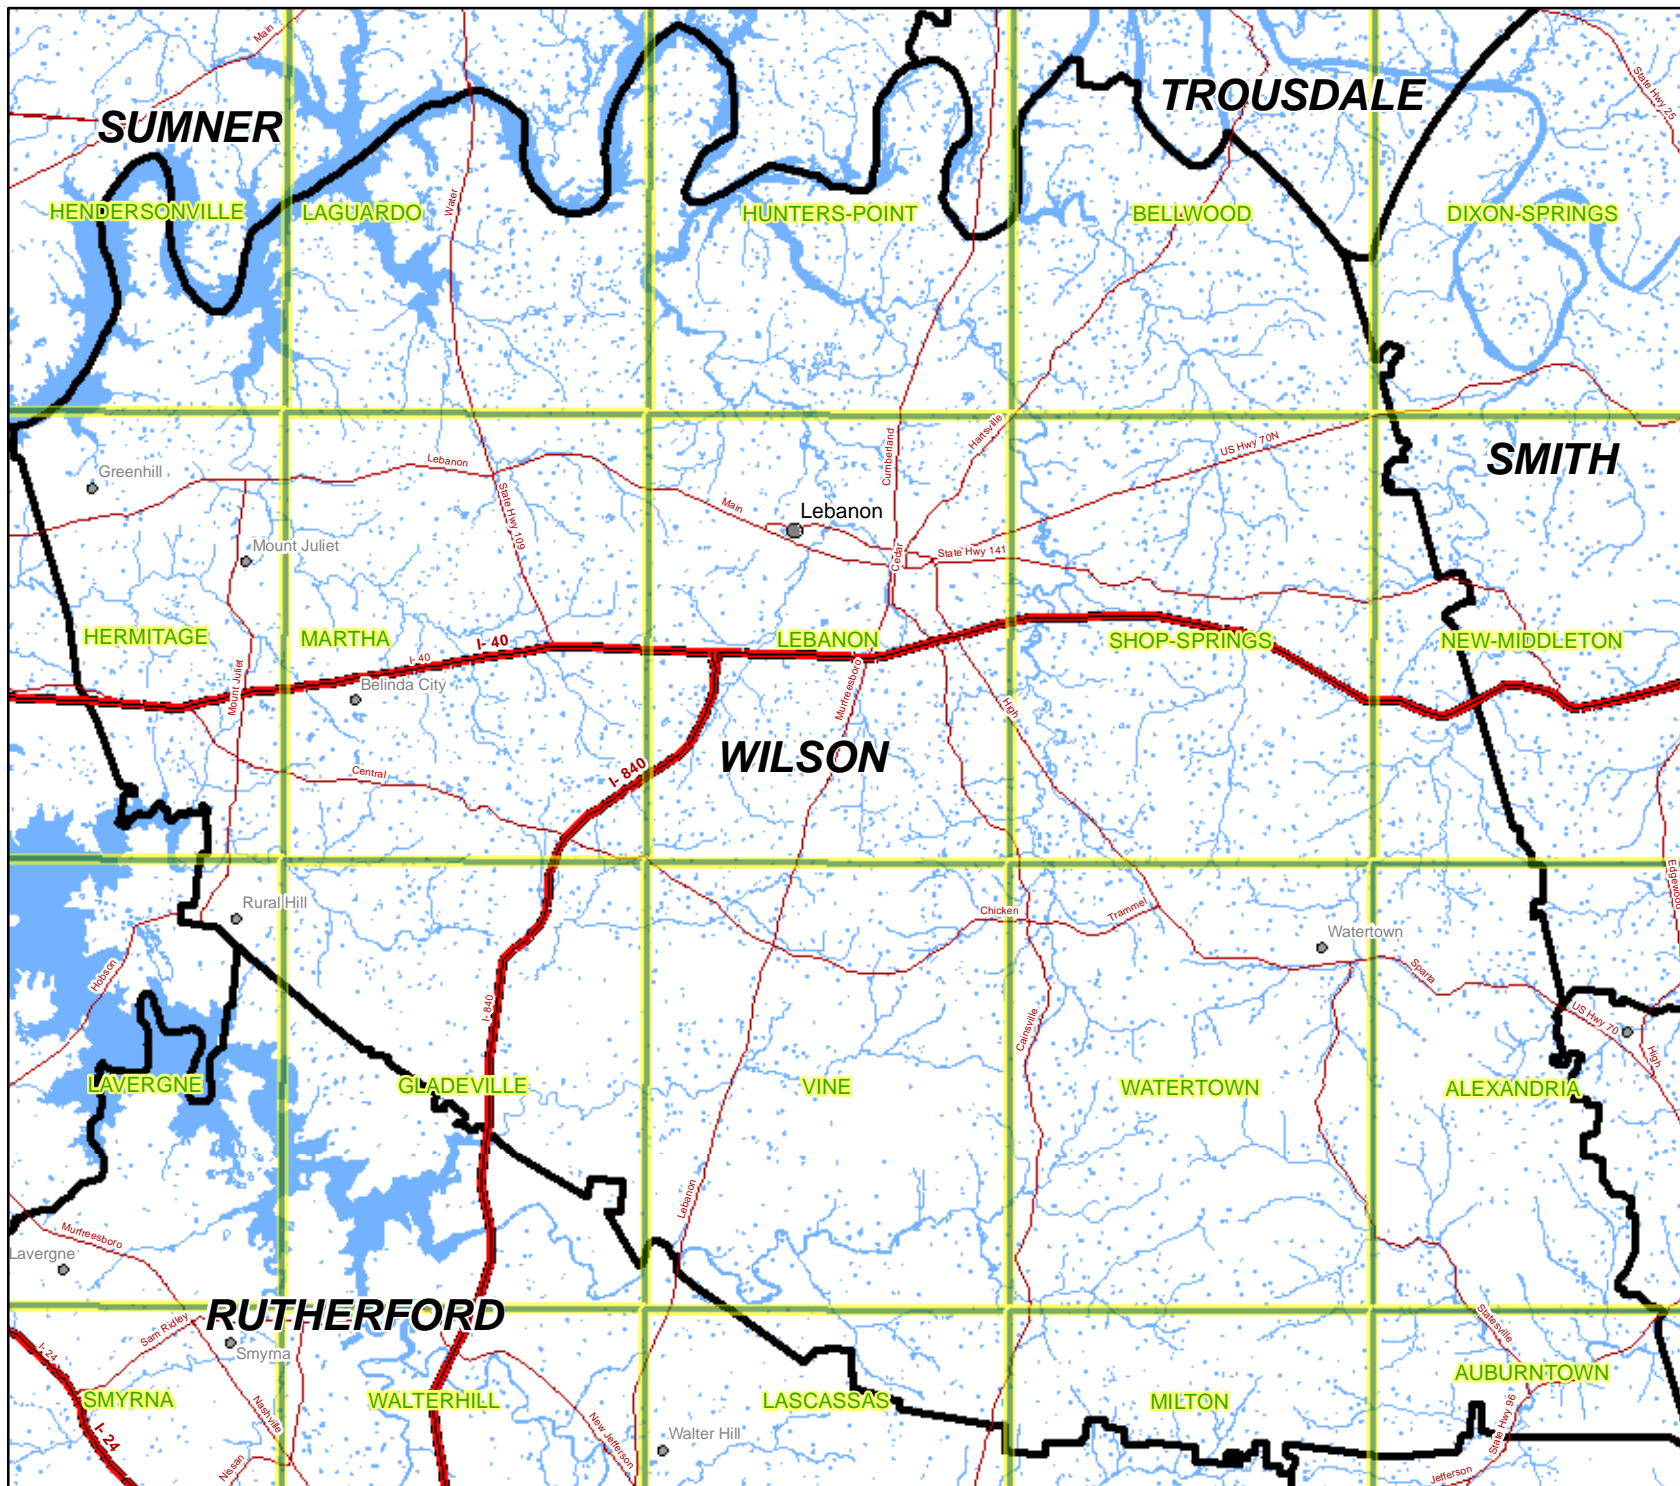 Main
State Hwy 25
TROUSDALE
SUMNER
Water
HENDERSONVILLE
LAGUARDO
HUNTERS-POINT
BELLWOOD
DIXON-SPRINGS
Hartsville
Cumberland
US Hwy 70N
SMITH
Lebanon
Greenhill
State Hwy 109
Main
Lebanon
Mount Juliet
Cedar
State Hwy 141
HERMITAGE
MARTHA
I- 40
LEBANON
SHOP-SPRINGS
NEW-MIDDLETON
I- 40
Belinda City
Mount Juliet
Murfreesboro
High
WILSON
Central
I- 840
Edgewood
Rural Hill
Chicken
Trammel
Watertown
Hobson
Sparta
I- 840
Cainsville
US Hwy 70
High
LAVERGNE
GLADEVILLE
VINE
WATERTOWN
ALEXANDRIA
Lebanon
Murfreesboro
Lavergne
RUTHERFORD
Sam Ridley
Statesville
I- 24
Smyrna
AUBURNTOWN
SMYRNA
WALTERHILL
LASCASSAS
MILTON
Nashville
State Hwy 96
I- 24
New Jefferson
Walter Hill
Nissan
Jefferson